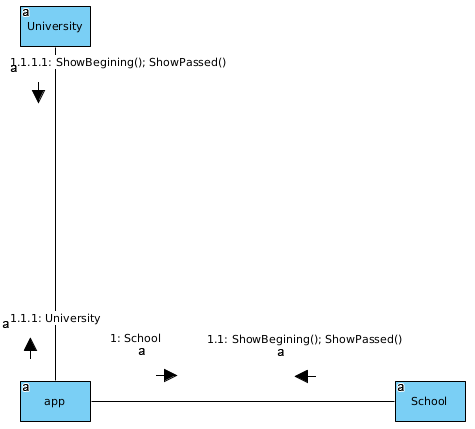 a
University
1.1.1.1: ShowBegining(); ShowPassed()
a
1.1.1: University
a
1: School
a
1.1: ShowBegining(); ShowPassed()
a
a
app
a
School